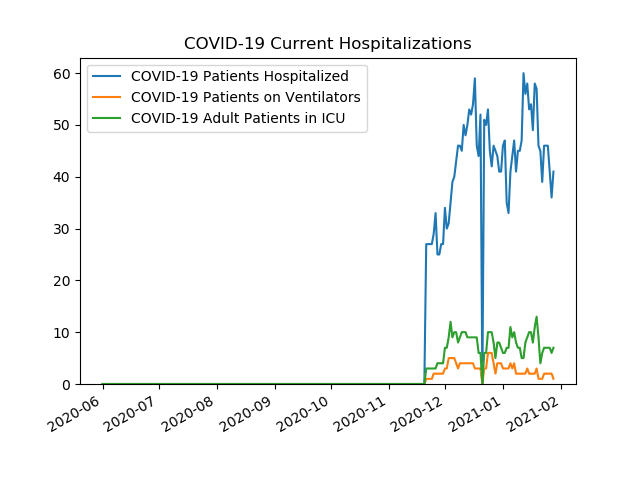 COVID-19 Current Hospitalizations
COVID-19 Patients Hospitalized
COVID-19 Patients on Ventilators
COVID-19 Adult Patients in ICU
60
50
40
30
20
10
0
2020-06 2020-07 2020-08 2020-09 2020-10 2020-11 2020-12 2021-01 2021-02